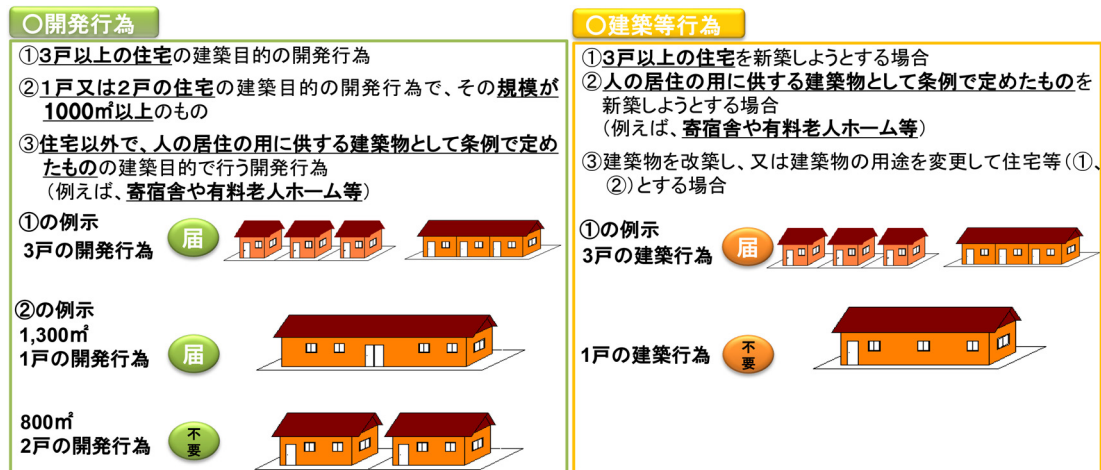 ○開発行為
①3戸以上の住宅の建築目的の開発行為
②1戸又は2戸の住宅の建築目的の開発行為で、その規模が
1000㎡以上のもの
③住宅以外で、人の居住の用に供する建築物として条例で定め
たものの建築目的で行う開発行為
（例えば、寄宿舎や有料老人ホーム等）
①の例示
3戸の開発行為
届
②の例示
1,300㎡
1戸の開発行為
届
800㎡
2戸の開発行為
不
要
○建築等行為
①3戸以上の住宅を新築しようとする場合
②人の居住の用に供する建築物として条例で定めたものを
新築しようとする場合
（例えば、寄宿舎や有料老人ホーム等）
③建築物を改築し、又は建築物の用途を変更して住宅等（①、
②）とする場合
①の例示
3戸の建築行為
届
1戸の建築行為
不
要